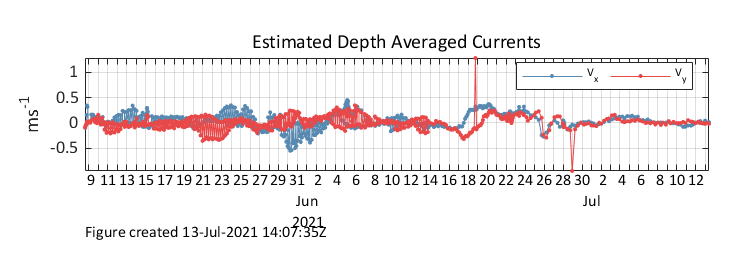 Estimated Depth Averaged Currents
Vx Vy
ms-1
1
0.5
0
-0.5
9 11 13 15 17 19 21 23 25 27 29 31 2 4 6 8 10 12 14 16 18 20 22 24 26 28 30 2 4 6 8 10 12
Jun Jul
2021
Figure created 13-Jul-2021 14:07:35Z